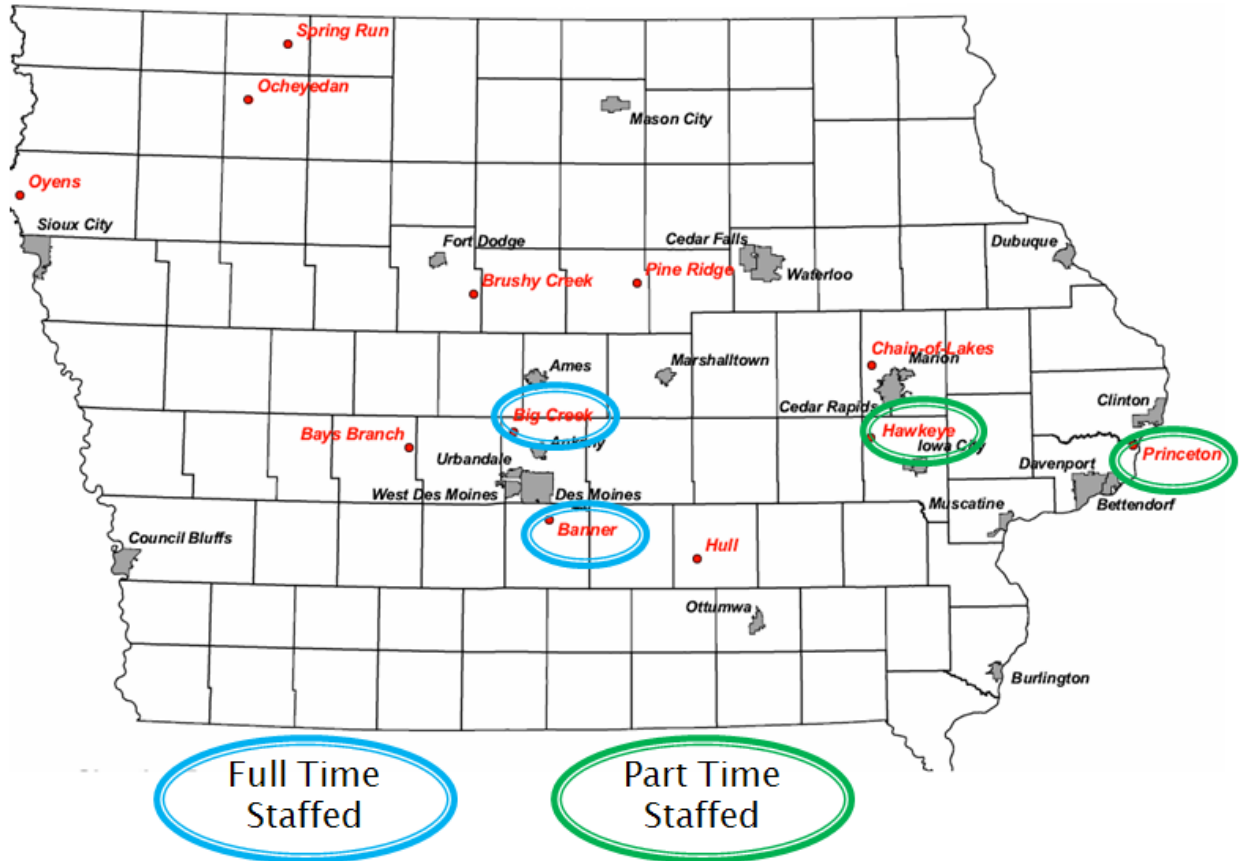 Spring Run
Ocheyedan
Mason City
Oyens
Sioux City
Fort Dodge
Cedar Falls
Dubuque
Brushy Creek
Pine Ridge
Waterloo
Chain-of-Lakes
Ames
Marshalltown
Marion
Cedar Rapids
Clinton
Big Creek
Hawkeye
Bays Branch
Ankeny
Iowa City
Princeton
Urbandale
Davenport
West Des Moines
Des Moines
Muscatine
Bettendorf
Banner
Council Bluffs
Hull
Ottumwa
Burlington
Full Time
Staffed
Part Time
Staffed